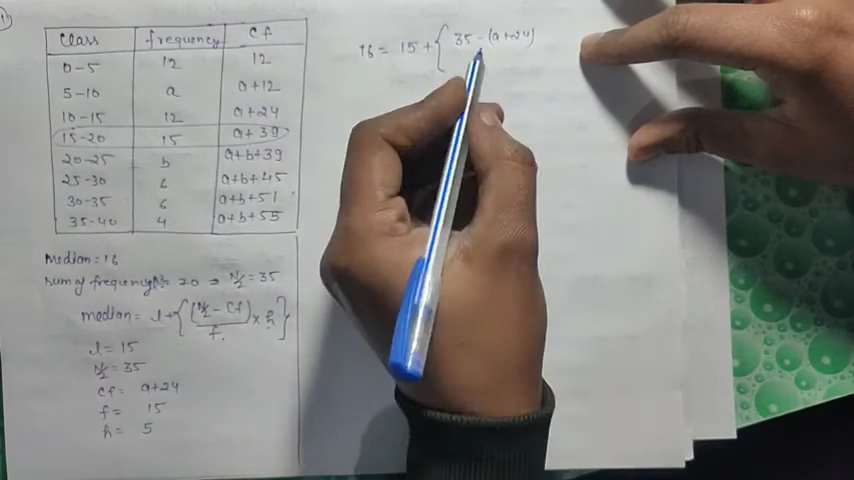 1
Class frequency Cf
0-5 12 12
5-10 a a+12
10-15 12 a+24
15-20 15 a+39
20-25 b a+b+39
25-30 6 a+b+45
30-35 6 a+b+51
35-40 4 a+b+55
Median = 16
Sum of frequency = 70 ⇒ N/2 = 35
median = l + { (N/2 - Cf)/f × h }
l = 15
N/2 = 35
Cf = a+24
f = 15
h = 5
16 = 15 + { 35 - (a+24)